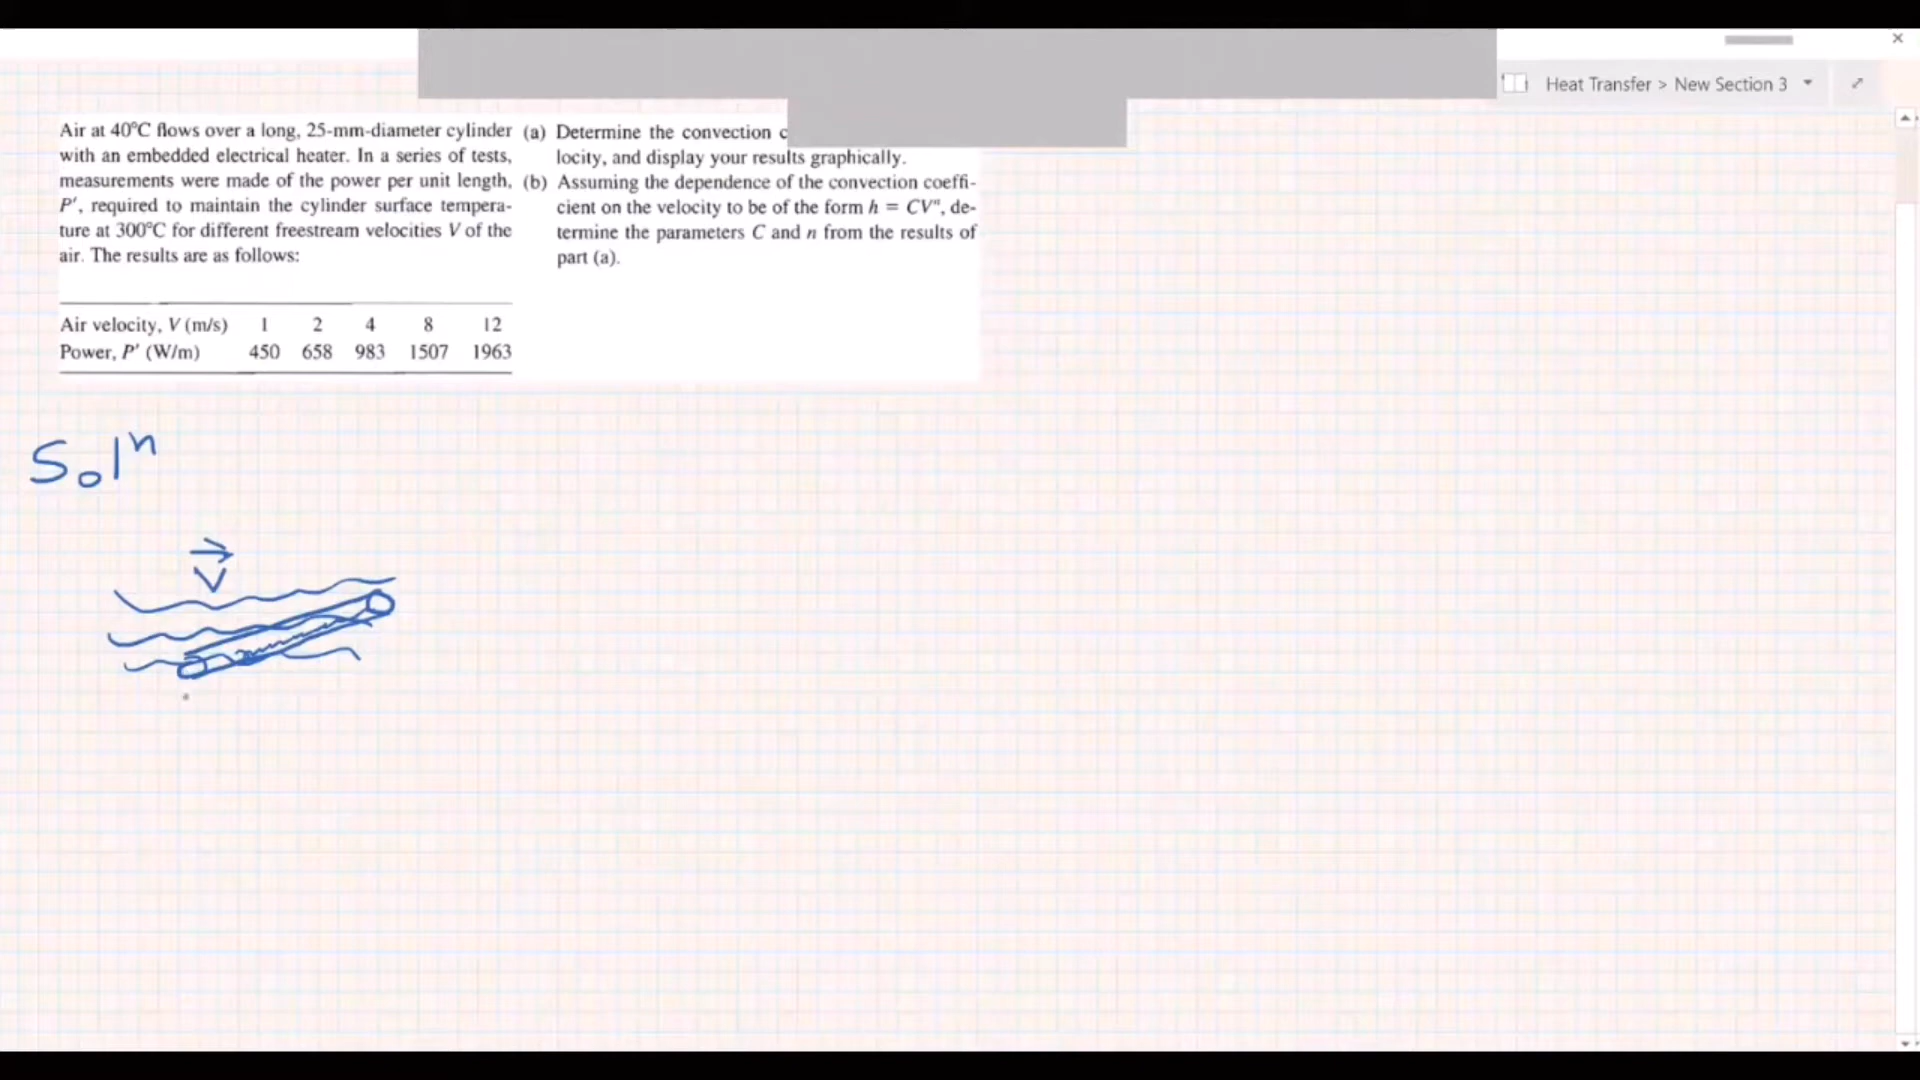 Heat Transfer > New Section 3
Air at 40°C flows over a long, 25-mm-diameter cylinder
with an embedded electrical heater. In a series of tests,
measurements were made of the power per unit length,
P′, required to maintain the cylinder surface tempera-
ture at 300°C for different freestream velocities V of the
air. The results are as follows:
Air velocity, V (m/s) 1 2 4 8 12
Power, P′ (W/m) 450 658 983 1507 1963
(a) Determine the convection
locity, and display your results graphically.
(b) Assuming the dependence of the convection coeffi-
cient on the velocity to be of the form h = CVⁿ, de-
termine the parameters C and n from the results of
part (a).
Solⁿ
V